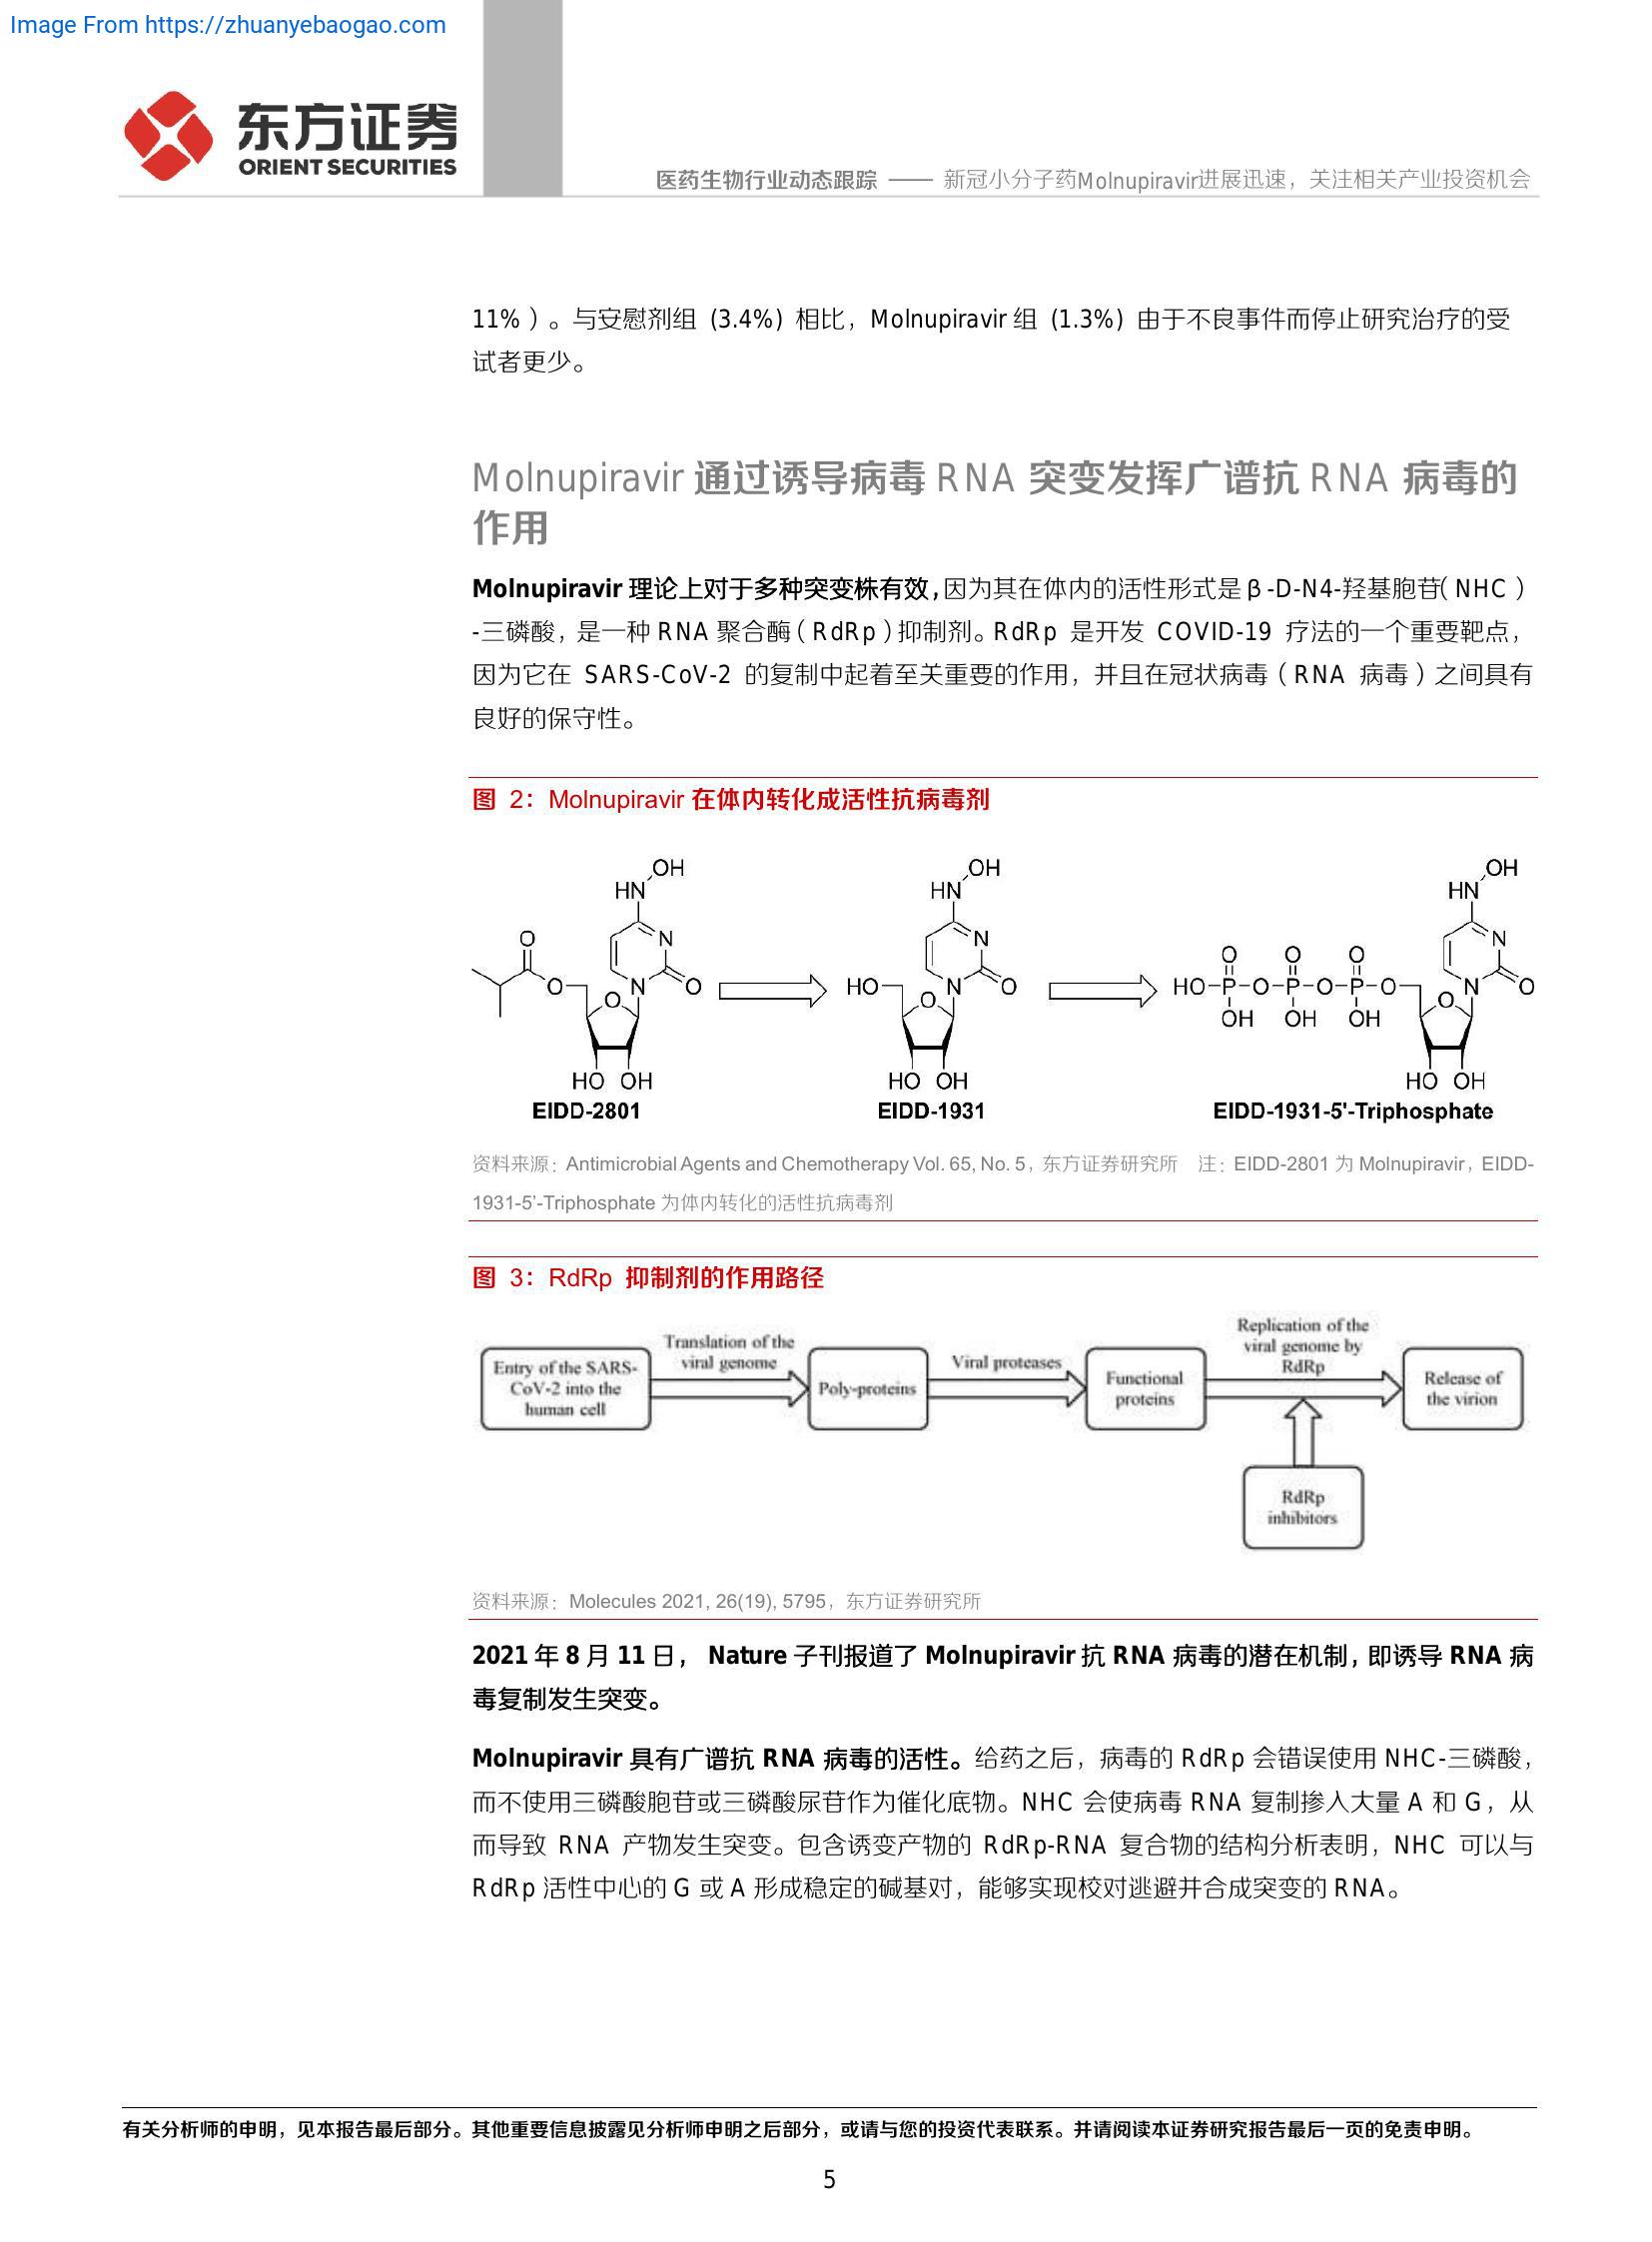 Image From https://zhuanyebaogao.com
东方证券
ORIENT SECURITIES
医药生物行业动态跟踪 —— 新冠小分子药Molnupiravir进展迅速，关注相关产业投资机会
11%）。与安慰剂组 (3.4%) 相比，Molnupiravir 组 (1.3%) 由于不良事件而停止研究治疗的受
试者更少。
Molnupiravir 通过诱导病毒 RNA 突变发挥广谱抗 RNA 病毒的
作用
Molnupiravir 理论上对于多种突变株有效，因为其在体内的活性形式是β-D-N4-羟基胞苷（NHC）
-三磷酸，是一种 RNA 聚合酶（RdRp）抑制剂。RdRp 是开发 COVID-19 疗法的一个重要靶点，
因为它在 SARS-CoV-2 的复制中起着至关重要的作用，并且在冠状病毒（RNA 病毒）之间具有
良好的保守性。
图 2：Molnupiravir 在体内转化成活性抗病毒剂
OH
HN
N
O
O
O
N
O
HO OH
EIDD-2801
OH
HN
N
HO
O
N
O
HO OH
EIDD-1931
OH
HN
N
O O O
HO-P-O-P-O-P-O
OH OH OH
O
N
O
HO OH
EIDD-1931-5'-Triphosphate
资料来源：Antimicrobial Agents and Chemotherapy Vol. 65, No. 5，东方证券研究所 注：EIDD-2801 为 Molnupiravir，EIDD-
1931-5’-Triphosphate 为体内转化的活性抗病毒剂
图 3：RdRp 抑制剂的作用路径
Entry of the SARS-
CoV-2 into the
human cell
Translation of the
viral genome
Poly-proteins
Viral proteases
Functional
proteins
Replication of the
viral genome by
RdRp
Release of
the virion
RdRp
inhibitors
资料来源：Molecules 2021, 26(19), 5795，东方证券研究所
2021 年 8 月 11 日， Nature 子刊报道了 Molnupiravir 抗 RNA 病毒的潜在机制，即诱导 RNA 病
毒复制发生突变。
Molnupiravir 具有广谱抗 RNA 病毒的活性。给药之后，病毒的 RdRp 会错误使用 NHC-三磷酸，
而不使用三磷酸胞苷或三磷酸尿苷作为催化底物。NHC 会使病毒 RNA 复制掺入大量 A 和 G，从
而导致 RNA 产物发生突变。包含诱变产物的 RdRp-RNA 复合物的结构分析表明，NHC 可以与
RdRp 活性中心的 G 或 A 形成稳定的碱基对，能够实现校对逃避并合成突变的 RNA。
有关分析师的申明，见本报告最后部分。其他重要信息披露见分析师申明之后部分，或请与您的投资代表联系。并请阅读本证券研究报告最后一页的免责申明。
5